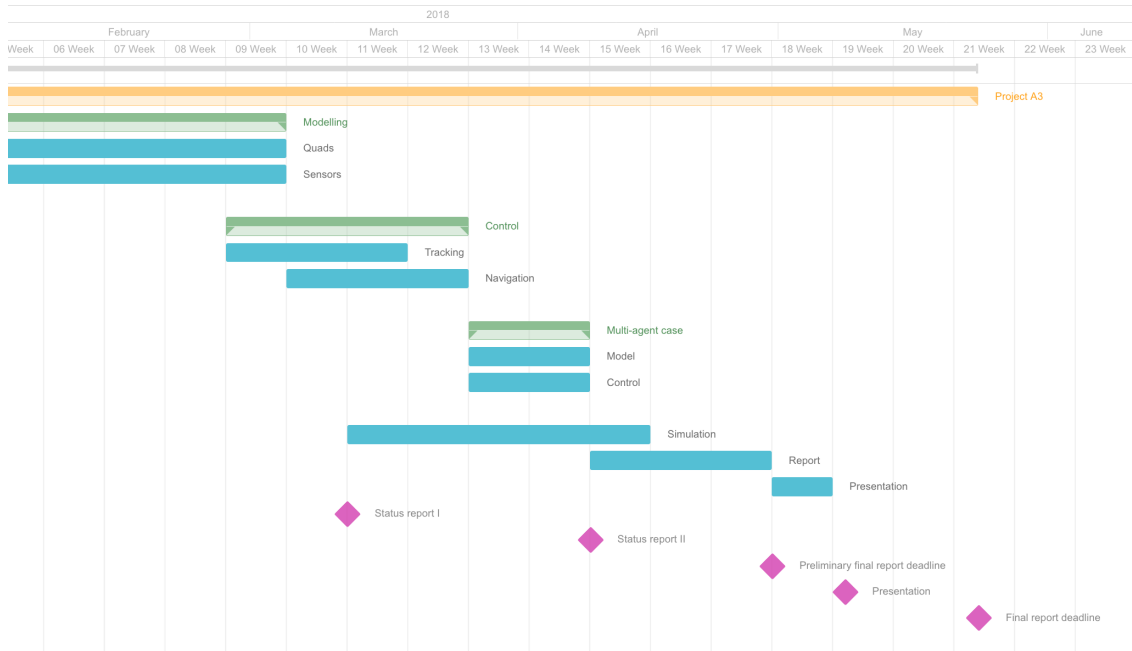 2018
February March April May June
Week 06 Week 07 Week 08 Week 09 Week 10 Week 11 Week 12 Week 13 Week 14 Week 15 Week 16 Week 17 Week 18 Week 19 Week 20 Week 21 Week 22 Week 23 Week
Project A3
Modelling
Quads
Sensors
Control
Tracking
Navigation
Multi-agent case
Model
Control
Simulation
Report
Presentation
Status report I
Status report II
Preliminary final report deadline
Presentation
Final report deadline